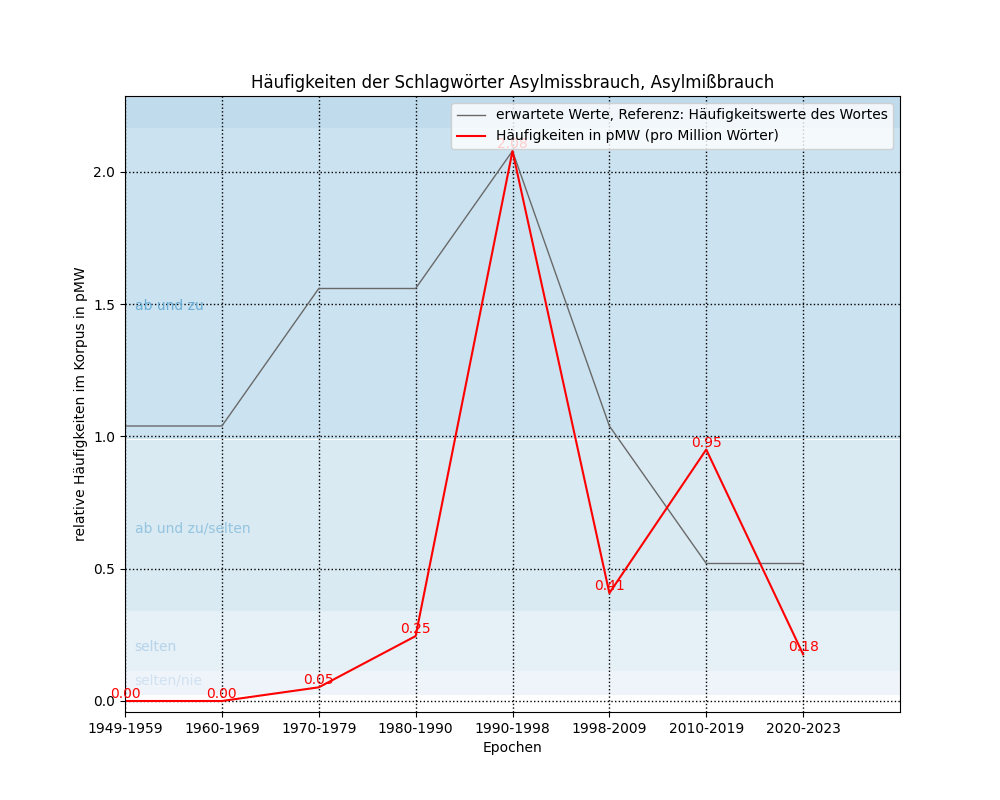 Häufigkeiten der Schlagwörter Asylmissbrauch, Asylmißbrauch
erwartete Werte, Referenz: Häufigkeitswerte des Wortes
Häufigkeiten in pMW (pro Million Wörter)
2.08
2.0
1.5
ab und zu
1.0
0.95
relative Häufigkeiten im Korpus in pMW
ab und zu/selten
0.5
0.41
0.25
selten
0.18
selten/nie
0.05
0.00
0.00
0.0
1949-1959 1960-1969 1970-1979 1980-1990 1990-1998 1998-2009 2010-2019 2020-2023
Epochen